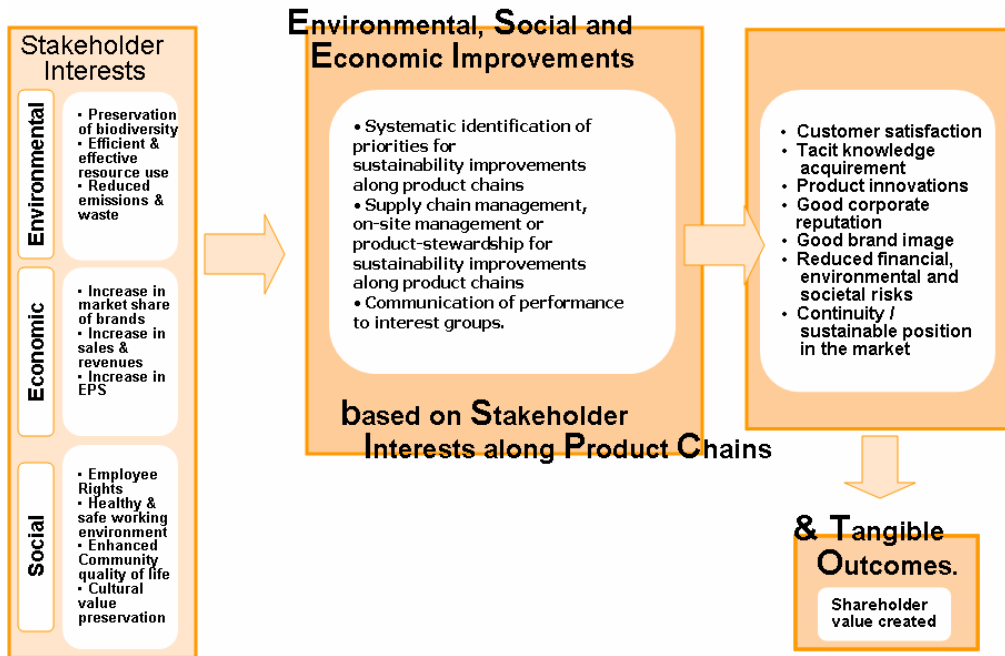 Stakeholder
Interests
Environmental
• Preservation
of biodiversity
• Efficient &
effective
resource use
• Reduced
emissions &
waste
Economic
• Increase in
market share
of brands
• Increase in
sales &
revenues
• Increase in
EPS
Social
• Employee
Rights
• Healthy &
safe working
environment
• Enhanced
Community
quality of life
• Cultural
value
preservation
Environmental, Social and
Economic Improvements
• Systematic identification of
priorities for
sustainability improvements
along product chains
• Supply chain management,
on-site management or
product-stewardship for
sustainability improvements
along product chains
• Communication of performance
to interest groups.
based on Stakeholder
Interests along Product Chains
• Customer satisfaction
• Tacit knowledge
acquirement
• Product innovations
• Good corporate
reputation
• Good brand image
• Reduced financial,
environmental and
societal risks
• Continuity /
sustainable position
in the market
& Tangible
Outcomes.
Shareholder
value created